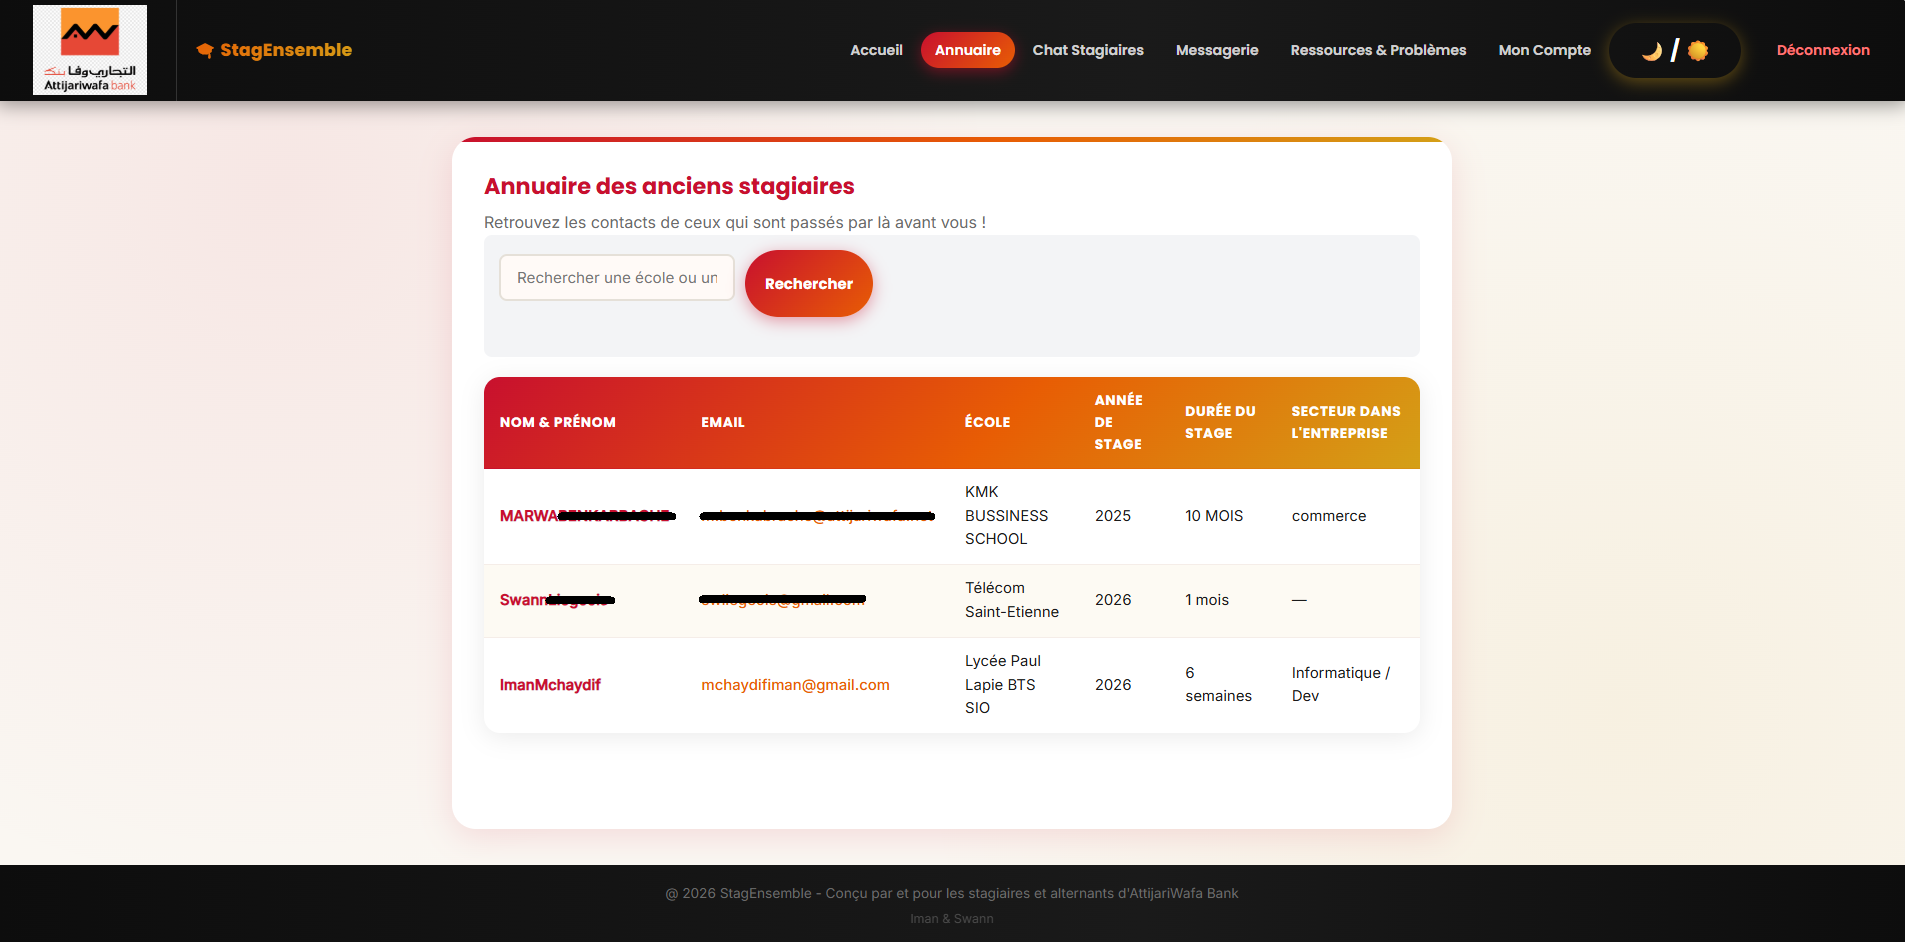 التجاري وفا بنك
Attijariwafa bank
StagEnsemble
Accueil
Annuaire
Chat Stagiaires
Messagerie
Ressources & Problèmes
Mon Compte
/
Déconnexion
Annuaire des anciens stagiaires
Retrouvez les contacts de ceux qui sont passés par là avant vous !
Rechercher une école ou un
Rechercher
NOM & PRÉNOM
EMAIL
ÉCOLE
ANNÉE
DE
STAGE
DURÉE DU
STAGE
SECTEUR DANS
L'ENTREPRISE
MARWA
KMK
BUSSINESS
SCHOOL
2025
10 MOIS
commerce
Swann
Télécom
Saint-Etienne
2026
1 mois
—
ImanMchaydif
mchaydifiman@gmail.com
Lycée Paul
Lapie BTS
SIO
2026
6
semaines
Informatique /
Dev
@ 2026 StagEnsemble - Conçu par et pour les stagiaires et alternants d'AttijariWafa Bank
Iman & Swann